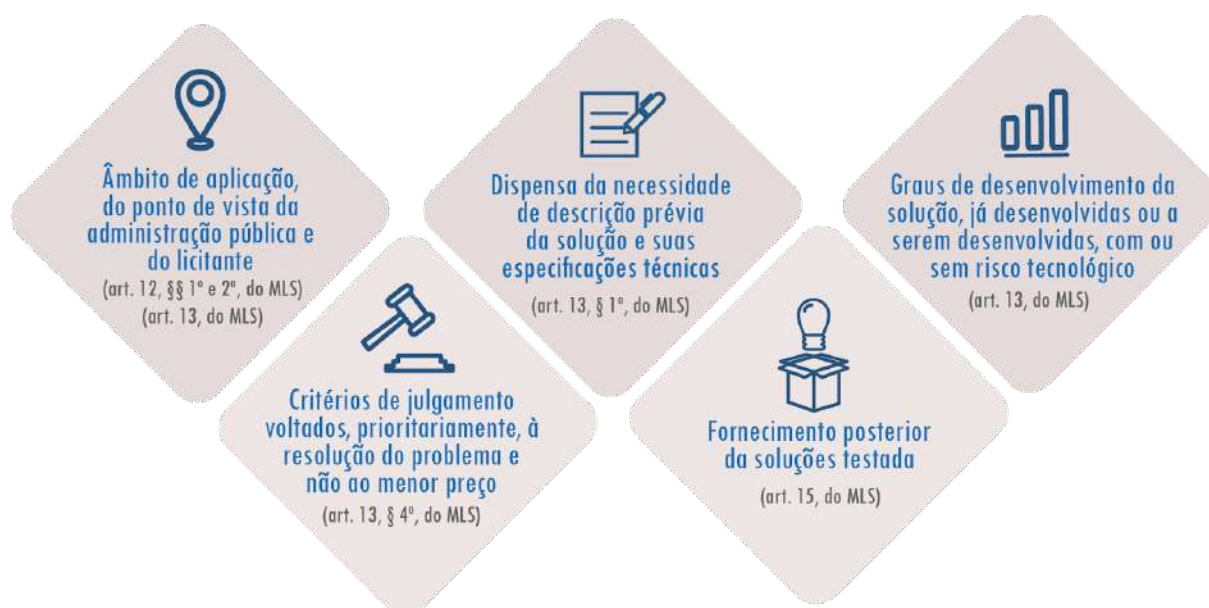 Âmbito de aplicação,
do ponto de vista da
administração pública e
do licitante
(art. 12, §§ 1º e 2º, do MLS)
(art. 13, do MLS)
Critérios de julgamento
voltados, prioritariamente, à
resolução do problema e
não ao menor preço
(art. 13, § 4º, do MLS)
Dispensa da necessidade
de descrição prévia
da solução e suas
especificações técnicas
(art. 13, § 1º, do MLS)
Fornecimento posterior
da soluções testada
(art. 15, do MLS)
Graus de desenvolvimento da
solução, já desenvolvidas ou a
serem desenvolvidas, com ou
sem risco tecnológico
(art. 13, do MLS)